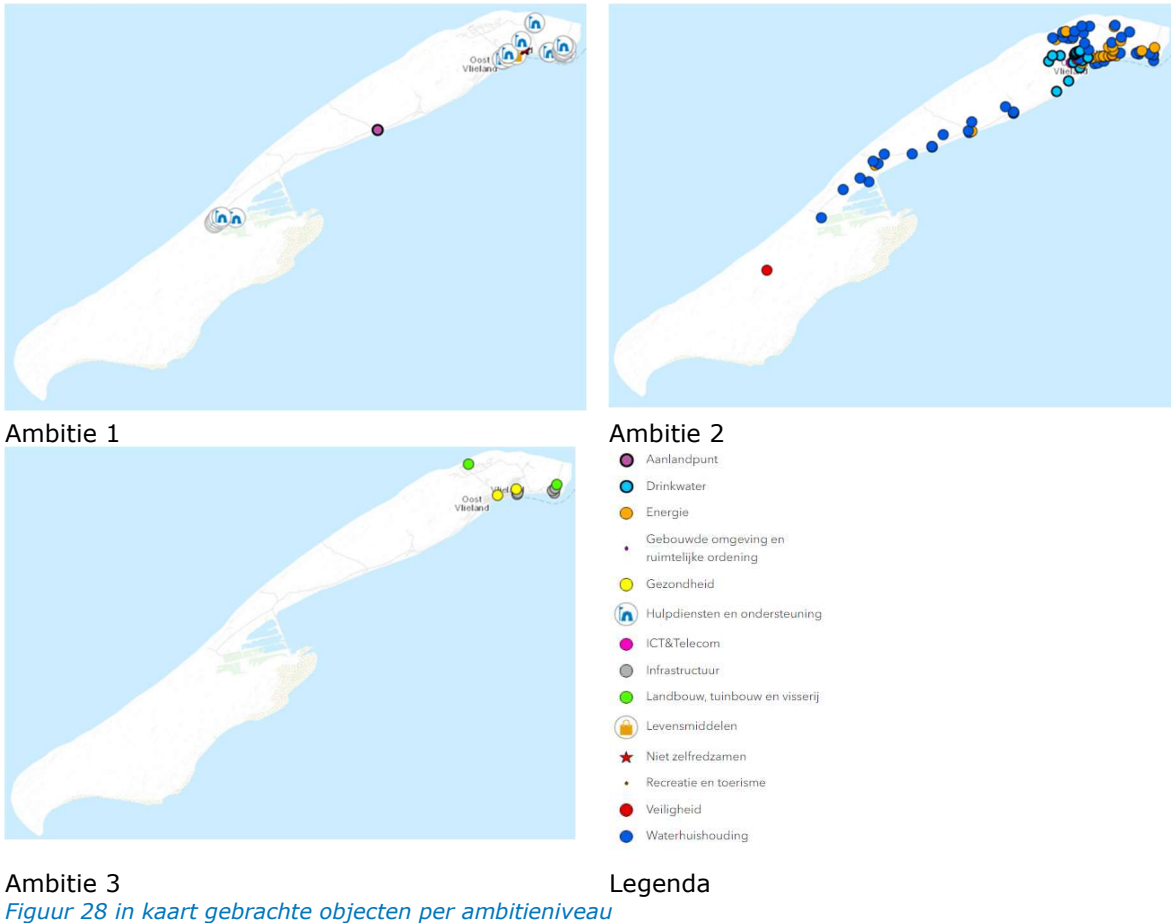 Oost
Vlieland
Vlieland
Ambitie 1
Ambitie 2
Oost
Vlieland
Aanlandpunt
Drinkwater
Energie
Gebouwde omgeving en
ruimtelijke ordening
Gezondheid
Hulpdiensten en ondersteuning
ICT&Telecom
Infrastructuur
Landbouw, tuinbouw en visserij
Levensmiddelen
Niet zelfredzamen
Recreatie en toerisme
Veiligheid
Waterhuishouding
Ambitie 3
Legenda
Figuur 28 in kaart gebrachte objecten per ambitieniveau